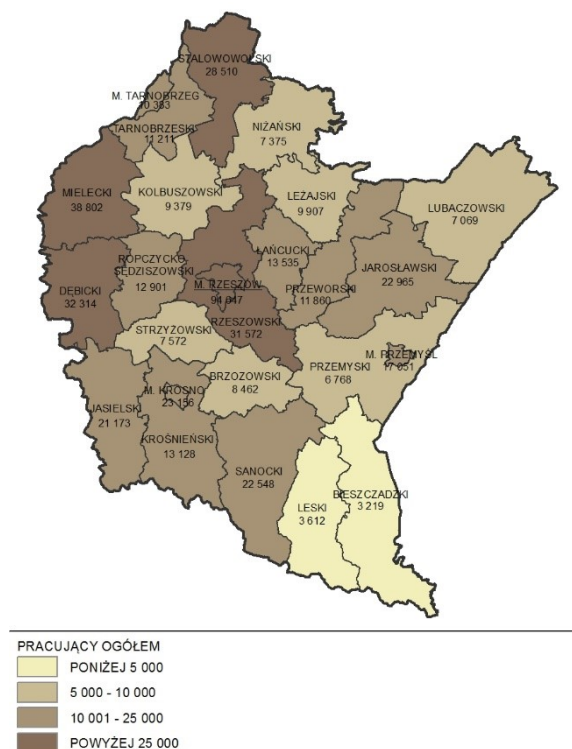 STALOWOWOLSKI
28 510
M. TARNOBRZEG
10 383
TARNOBRZESKI
11 211
NIŻAŃSKI
7 375
MIELECKI
38 802
KOLBUSZOWSKI
9 379
LEŻAJSKI
9 907
LUBACZOWSKI
7 069
ROPCZYCKO-
SĘDZISZOWSKI
12 901
ŁAŃCUCKI
13 535
JAROSŁAWSKI
22 965
DĘBICKI
32 314
M. RZESZÓW
94 847
PRZEWORSKI
11 860
RZESZOWSKI
31 572
STRZYŻOWSKI
7 572
M. PRZEMYŚL
17 051
PRZEMYSKI
6 768
BRZOZOWSKI
8 462
M. KROSNO
23 156
JASIELSKI
21 173
KROŚNIEŃSKI
13 128
SANOCKI
22 548
BIESZCZADZKI
3 219
LESKI
3 612
PRACUJĄCY OGÓŁEM
PONIŻEJ 5 000
5 000 - 10 000
10 001 - 25 000
POWYŻEJ 25 000